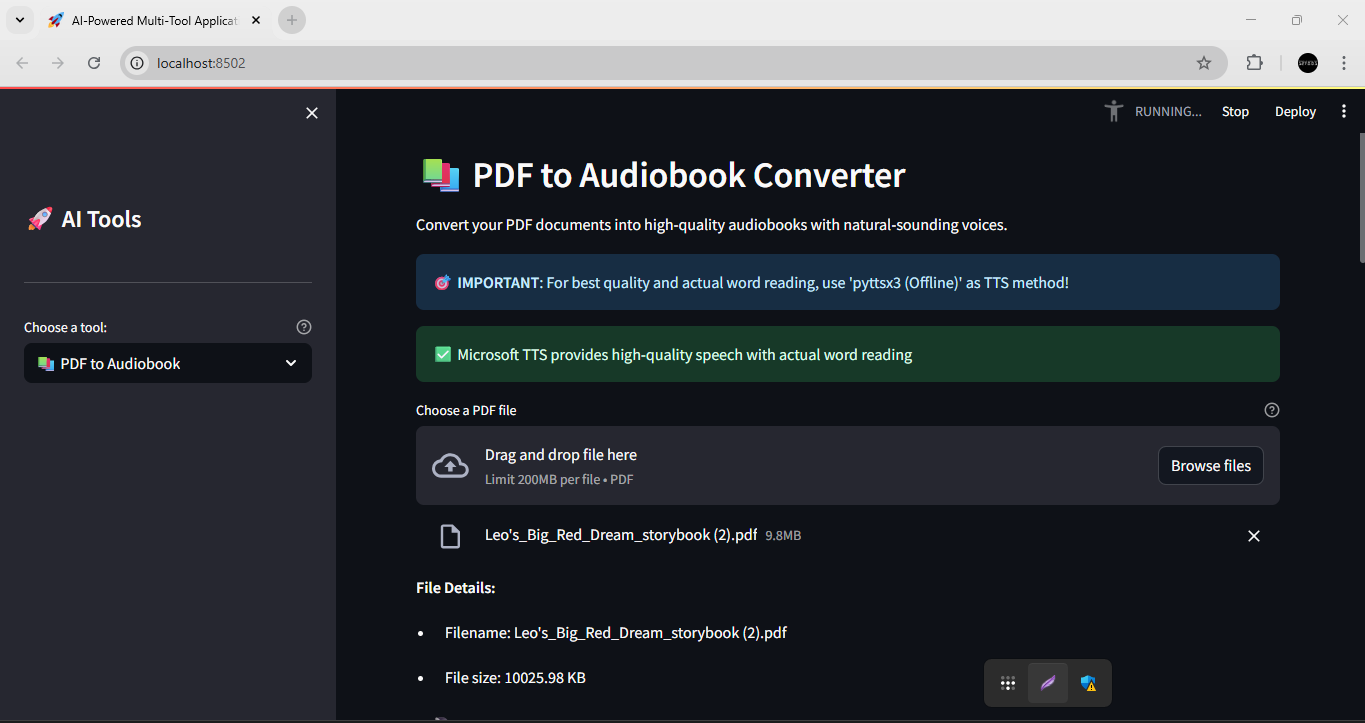 AI-Powered Multi-Tool Applicat
localhost:8502
RUNNING...
Stop
Deploy
AI Tools
Choose a tool:
PDF to Audiobook
PDF to Audiobook Converter
Convert your PDF documents into high-quality audiobooks with natural-sounding voices.
IMPORTANT: For best quality and actual word reading, use 'pyttsx3 (Offline)' as TTS method!
Microsoft TTS provides high-quality speech with actual word reading
Choose a PDF file
Drag and drop file here
Limit 200MB per file • PDF
Browse files
Leo's_Big_Red_Dream_storybook (2).pdf 9.8MB
File Details:
• Filename: Leo's_Big_Red_Dream_storybook (2).pdf
• File size: 10025.98 KB